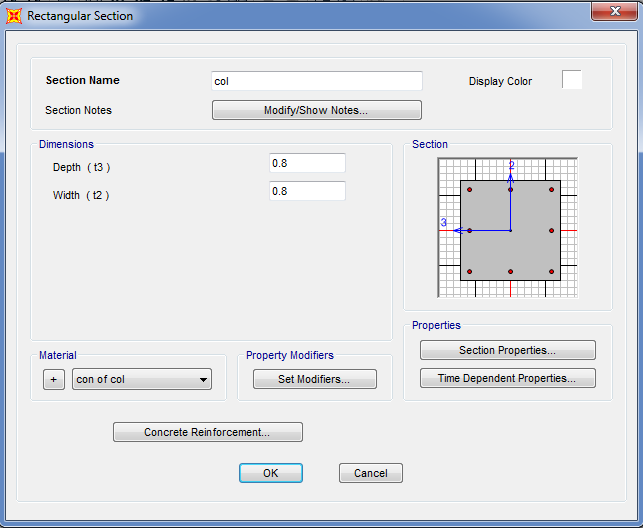 Rectangular Section
Section Name
col
Display Color
Section Notes
Modify/Show Notes...
Dimensions
Depth ( t3 )
0.8
Width ( t2 )
0.8
Section
2
3
Properties
Section Properties...
Time Dependent Properties...
Material
+
con of col
Property Modifiers
Set Modifiers...
Concrete Reinforcement...
OK
Cancel